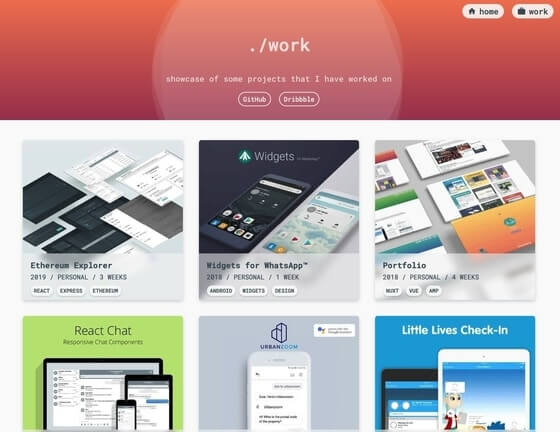 home
work
./work
showcase of some projects that I have worked on
GitHub
Dribbble
Widgets
Ethereum Explorer
2019 / PERSONAL / 3 WEEKS
REACT
EXPRESS
ETHEREUM
Widgets for WhatsApp™
2018 / PERSONAL / 1 WEEK
ANDROID
WIDGETS
DESIGN
Portfolio
2018 / PERSONAL / 4 WEEKS
NUXT
VUE
AMP
React Chat
Responsive Chat Components
URBANZOOM
Little Lives Check-In